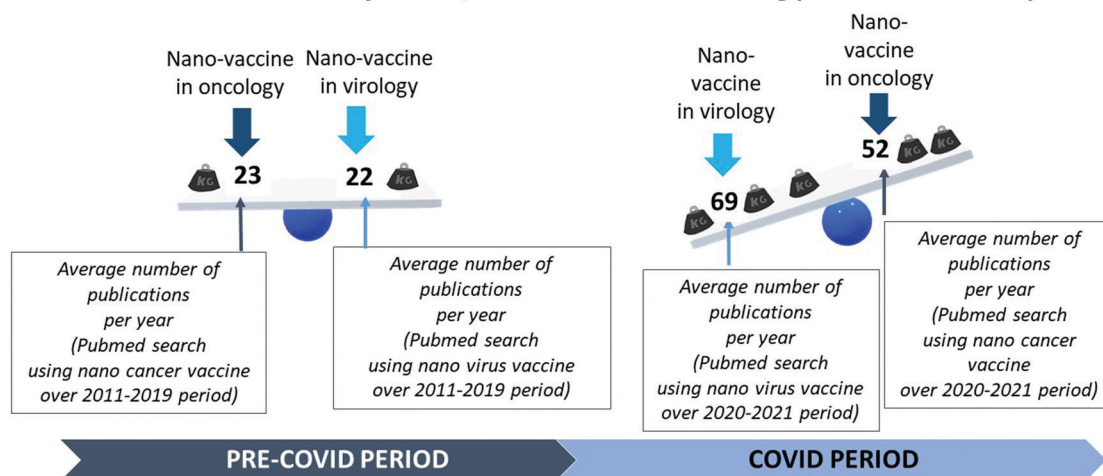 Nano-vaccine
in oncology
Nano-vaccine
in virology
23
22
KG
KG
Average number of
publications
per year
(Pubmed search
using nano cancer vaccine
over 2011-2019 period)
Average number of
publications
per year
(Pubmed search
using nano virus vaccine
over 2011-2019 period)
PRE-COVID PERIOD
Nano-
vaccine
in virology
Nano-
vaccine
in oncology
69
52
KG
KG
KG
KG
KG
Average number of
publications
per year
(Pubmed search
using nano virus vaccine
over 2020-2021 period)
Average number of
publications
per year
(Pubmed search
using nano cancer
vaccine
over 2020-2021 period)
COVID PERIOD